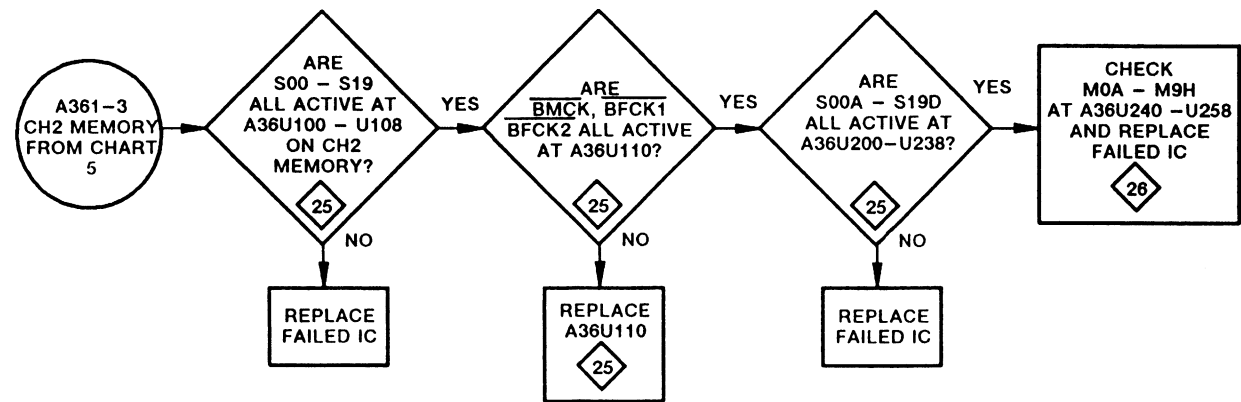 A361-3
CH2 MEMORY
FROM CHART
5
ARE
S00 - S19
ALL ACTIVE AT
A36U100 - U108
ON CH2
MEMORY?
25
YES
NO
REPLACE
FAILED IC
ARE
BMCK, BFCK1
BFCK2 ALL ACTIVE
AT A36U110?
25
YES
NO
REPLACE
A36U110
25
ARE
S00A - S19D
ALL ACTIVE AT
A36U200-U238?
25
YES
NO
REPLACE
FAILED IC
CHECK
M0A - M9H
AT A36U240 -U258
AND REPLACE
FAILED IC
26